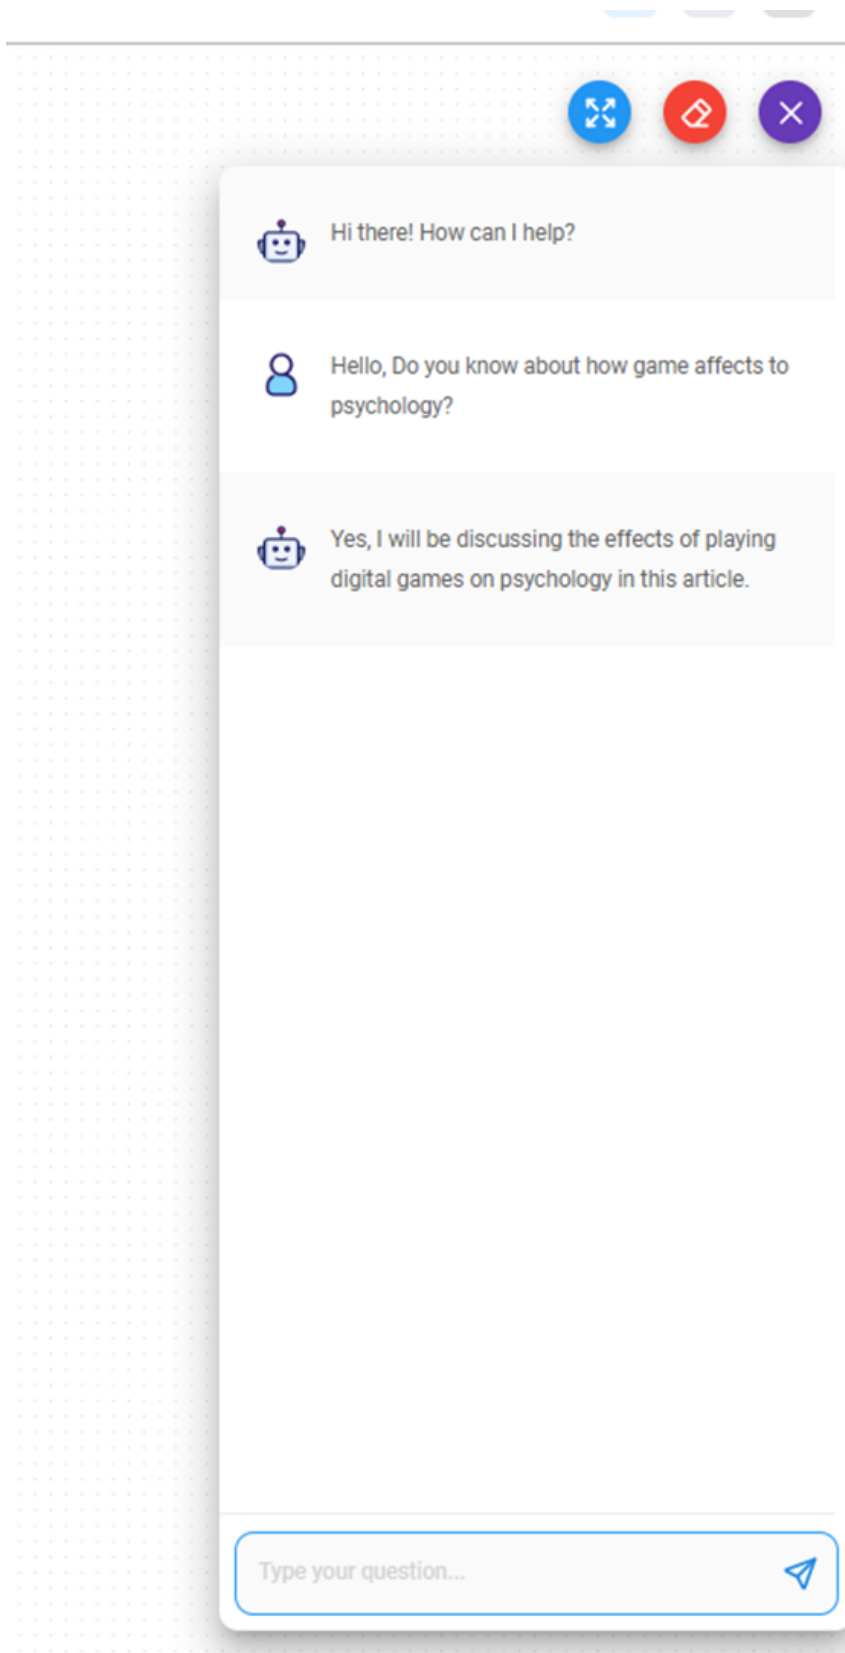 Hi there! How can I help?
Hello, Do you know about how game affects to
psychology?
Yes, I will be discussing the effects of playing
digital games on psychology in this article.
Type your question...